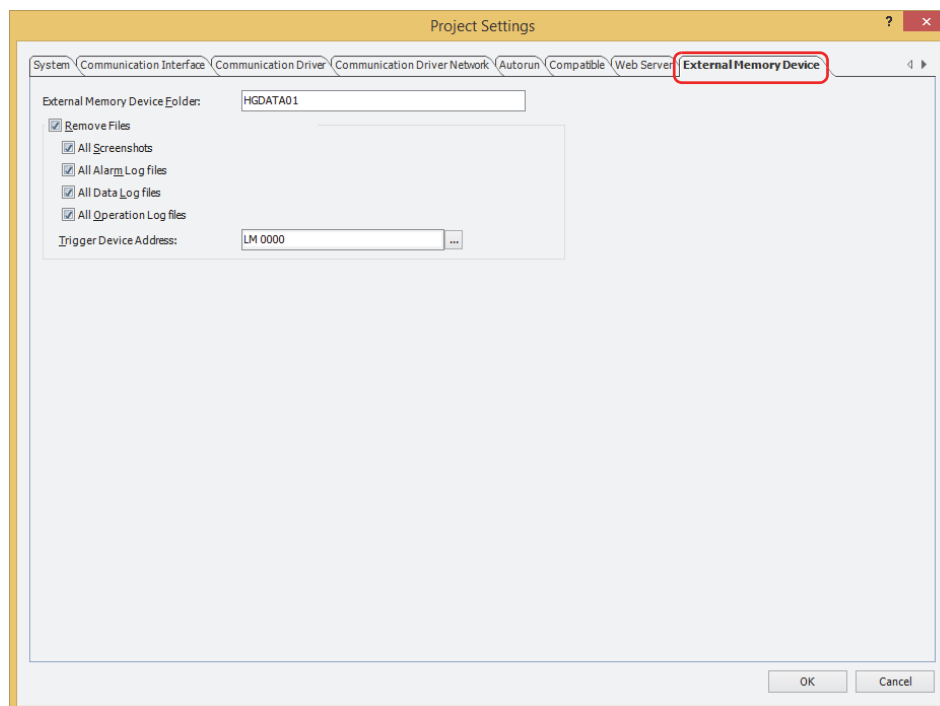 Project Settings
? ×
System Communication Interface Communication Driver Communication Driver Network Autorun Compatible Web Server External Memory Device
External Memory Device Folder: HGDATA01
Remove Files
All Screenshots
All Alarm Log files
All Data Log files
All Operation Log files
Trigger Device Address: LM 0000 ...
OK Cancel